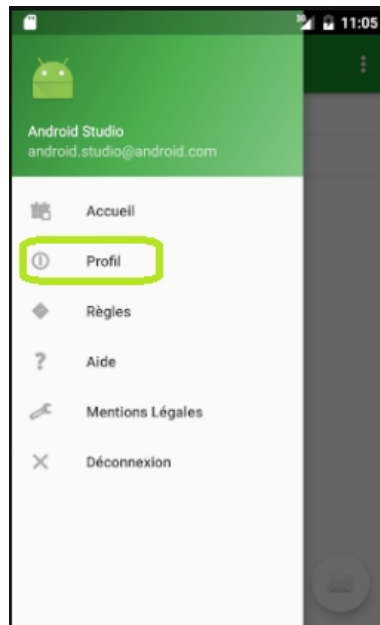 11:05
Android Studio
android.studio@android.com
Accueil
Profil
Règles
Aide
Mentions Légales
Déconnexion